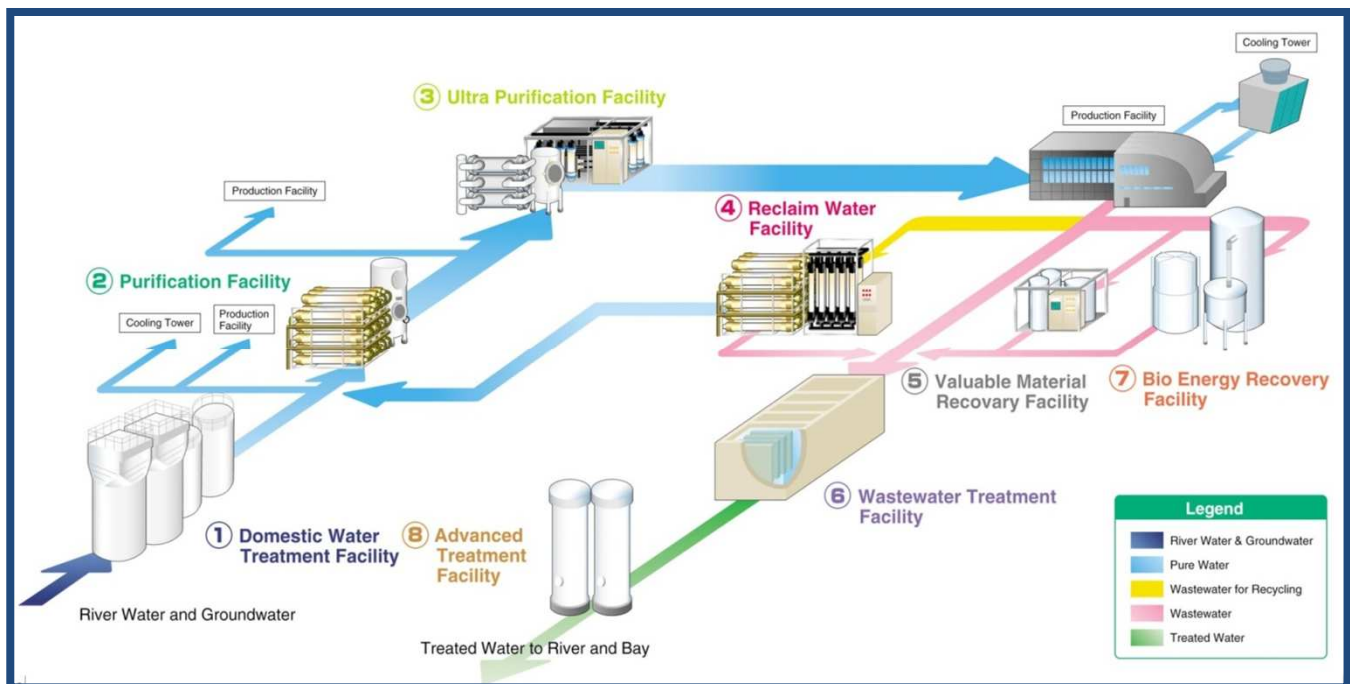 Cooling Tower
③ Ultra Purification Facility
Production Facility
Production Facility
④ Reclaim Water
Facility
② Purification Facility
Cooling Tower
Production
Facility
⑤ Valuable Material
Recovary Facility
⑦ Bio Energy Recovery
Facility
⑥ Wastewater Treatment
Facility
① Domestic Water
Treatment Facility
⑧ Advanced
Treatment
Facility
River Water and Groundwater
Treated Water to River and Bay
Legend
River Water & Groundwater
Pure Water
Wastewater for Recycling
Wastewater
Treated Water